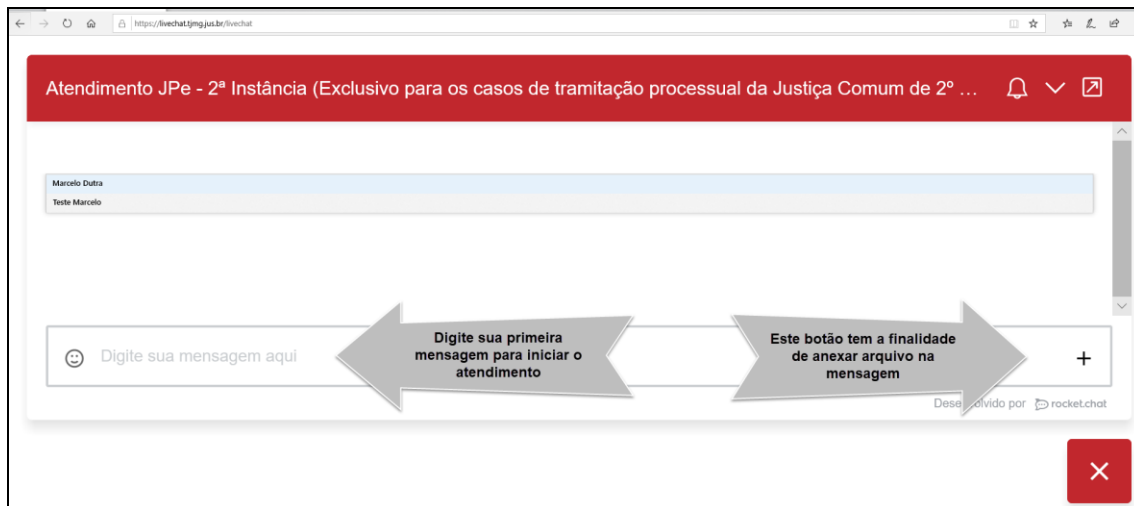 https://livechat.tjmg.jus.br/livechat
Atendimento JPe - 2ª Instância (Exclusivo para os casos de tramitação processual da Justiça Comum de 2º ...
Marcelo Dutra
Teste Marcelo
Digite sua mensagem aqui
Digite sua primeira
mensagem para iniciar o
atendimento
Este botão tem a finalidade
de anexar arquivo na
mensagem
+
Dese olvido por rocket.chat